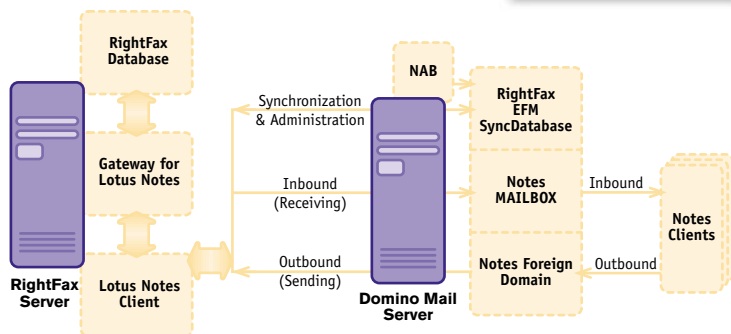 RightFax
Database
Gateway for
Lotus Notes
Lotus Notes
Client
RightFax
Server
Synchronization
& Administration
Inbound
(Receiving)
Outbound
(Sending)
NAB
Domino Mail
Server
RightFax
EFM
SyncDatabase
Notes
MAILBOX
Notes Foreign
Domain
Inbound
Outbound
Notes
Clients